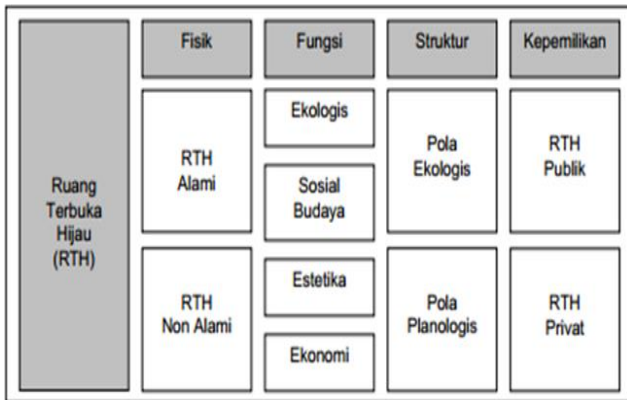 Ruang
Terbuka
Hijau
(RTH)
Fisik
RTH
Alami
RTH
Non Alami
Fungsi
Ekologis
Sosial
Budaya
Estetika
Ekonomi
Struktur
Pola
Ekologis
Pola
Planologis
Kepemilikan
RTH
Publik
RTH
Privat